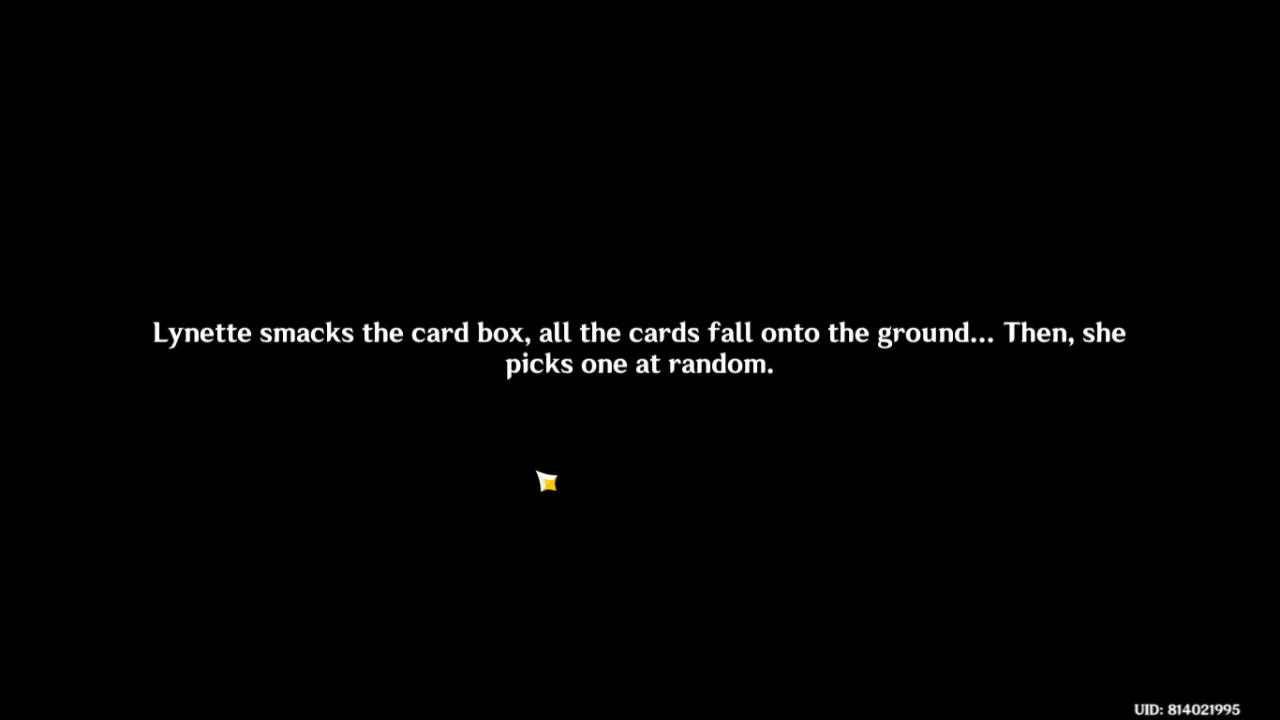 Lynette smacks the card box, all the cards fall onto the ground... Then, she
picks one at random.
UID: 814021995